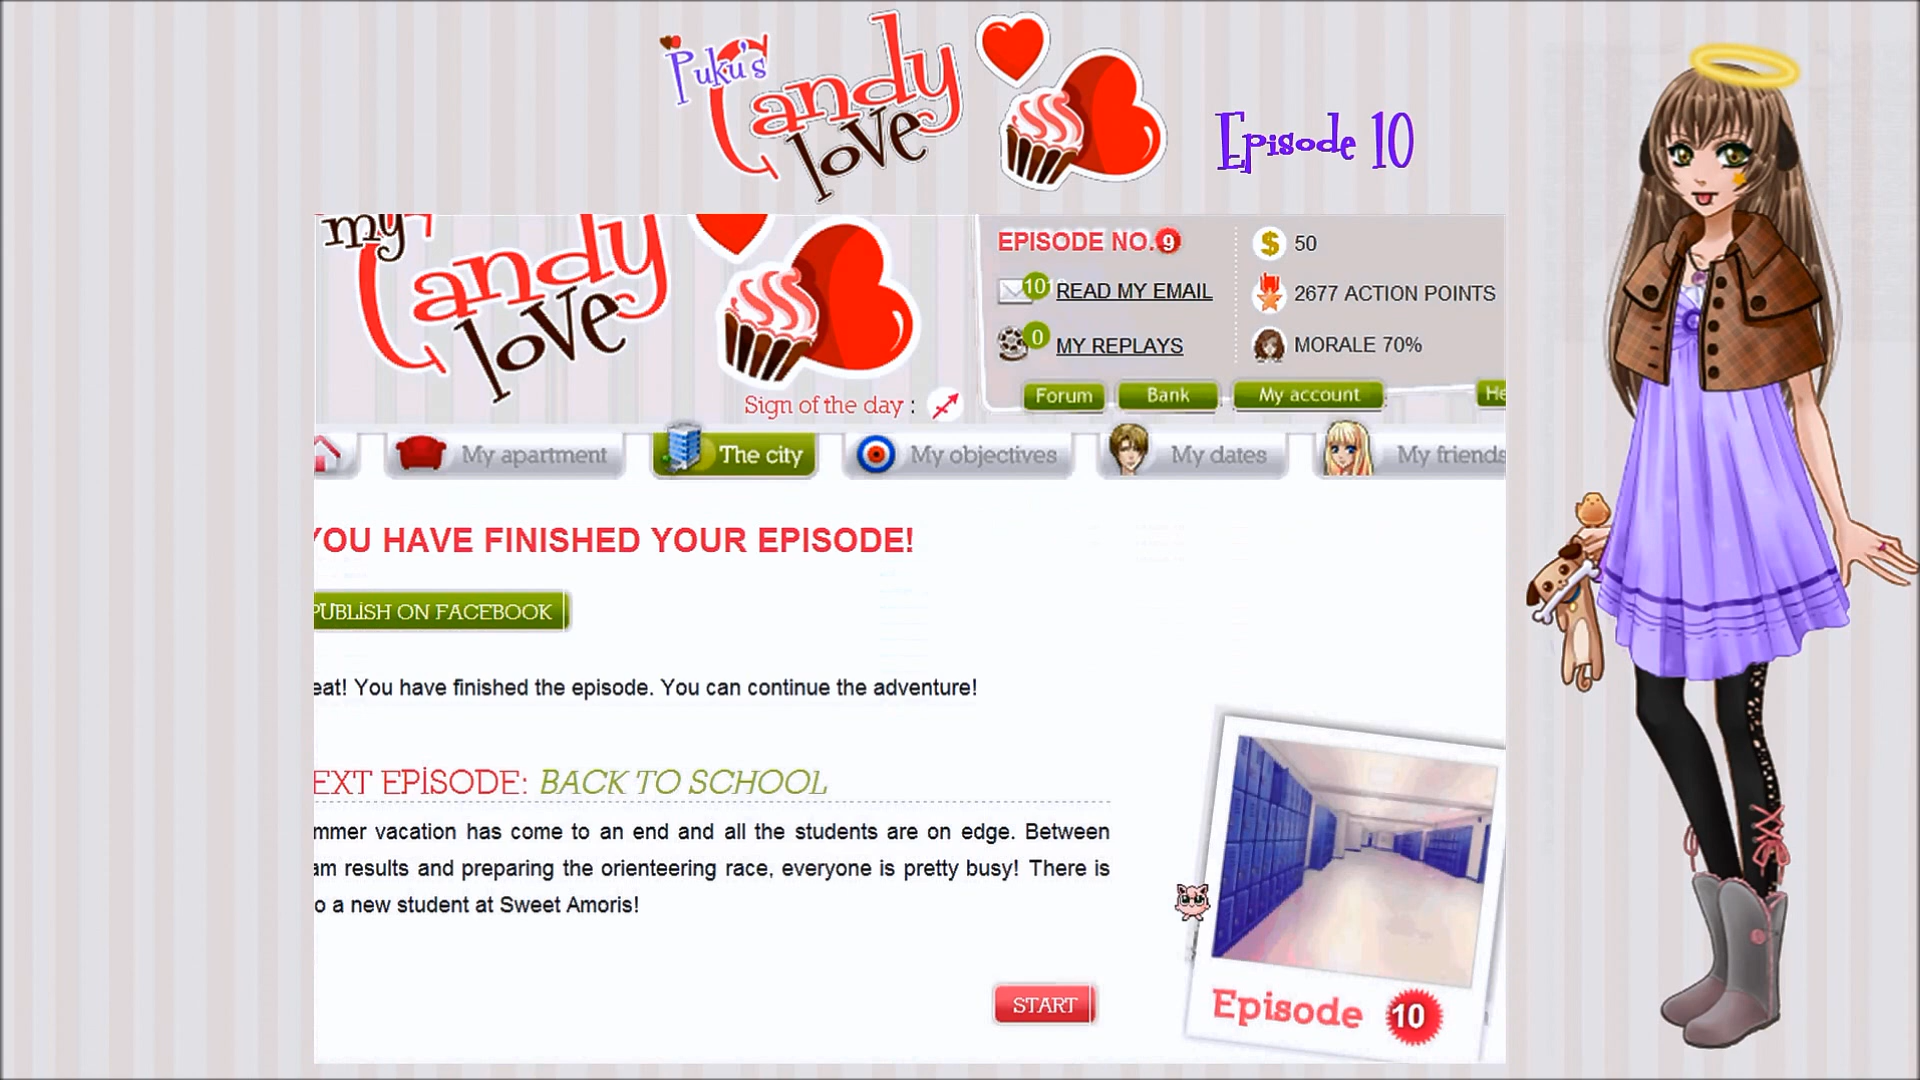 Puku's
Candy
love
Episode 10
my
Candy
love
EPISODE NO. 9
$ 50
10 READ MY EMAIL
2677 ACTION POINTS
0 MY REPLAYS
MORALE 70%
Forum
Bank
My account
He
Sign of the day :
My apartment
The city
My objectives
My dates
My friends
YOU HAVE FINISHED YOUR EPISODE!
PUBLISH ON FACEBOOK
eat! You have finished the episode. You can continue the adventure!
EXT EPISODE: BACK TO SCHOOL
mmer vacation has come to an end and all the students are on edge. Between
am results and preparing the orienteering race, everyone is pretty busy! There is
o a new student at Sweet Amoris!
START
Episode 10